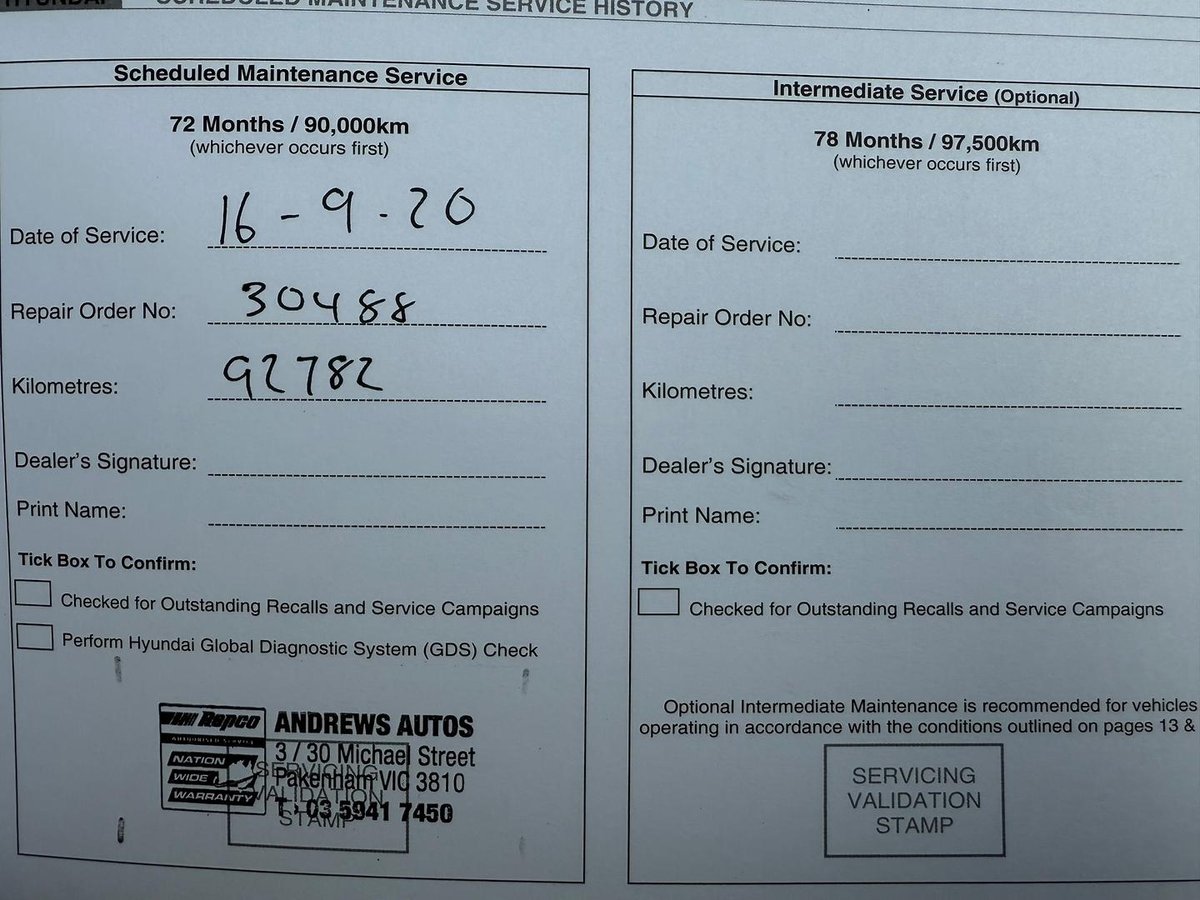 HYUNDAI SCHEDULED MAINTENANCE SERVICE HISTORY
Scheduled Maintenance Service
72 Months / 90,000km
(whichever occurs first)
Date of Service: 16-9.20
Repair Order No: 30488
Kilometres: 92782
Dealer's Signature:
Print Name:
Tick Box To Confirm:
Checked for Outstanding Recalls and Service Campaigns
Perform Hyundai Global Diagnostic System (GDS) Check
Repco
AUTHORISED SERVICE
NATION
WIDE
WARRANTY
ANDREWS AUTOS
3 / 30 Michael Street
Pakenham VIC 3810
T: 03 5941 7450
SERVICING
VALIDATION
STAMP
Intermediate Service (Optional)
78 Months / 97,500km
(whichever occurs first)
Date of Service:
Repair Order No:
Kilometres:
Dealer's Signature:
Print Name:
Tick Box To Confirm:
Checked for Outstanding Recalls and Service Campaigns
Optional Intermediate Maintenance is recommended for vehicles
operating in accordance with the conditions outlined on pages 13 &
SERVICING
VALIDATION
STAMP